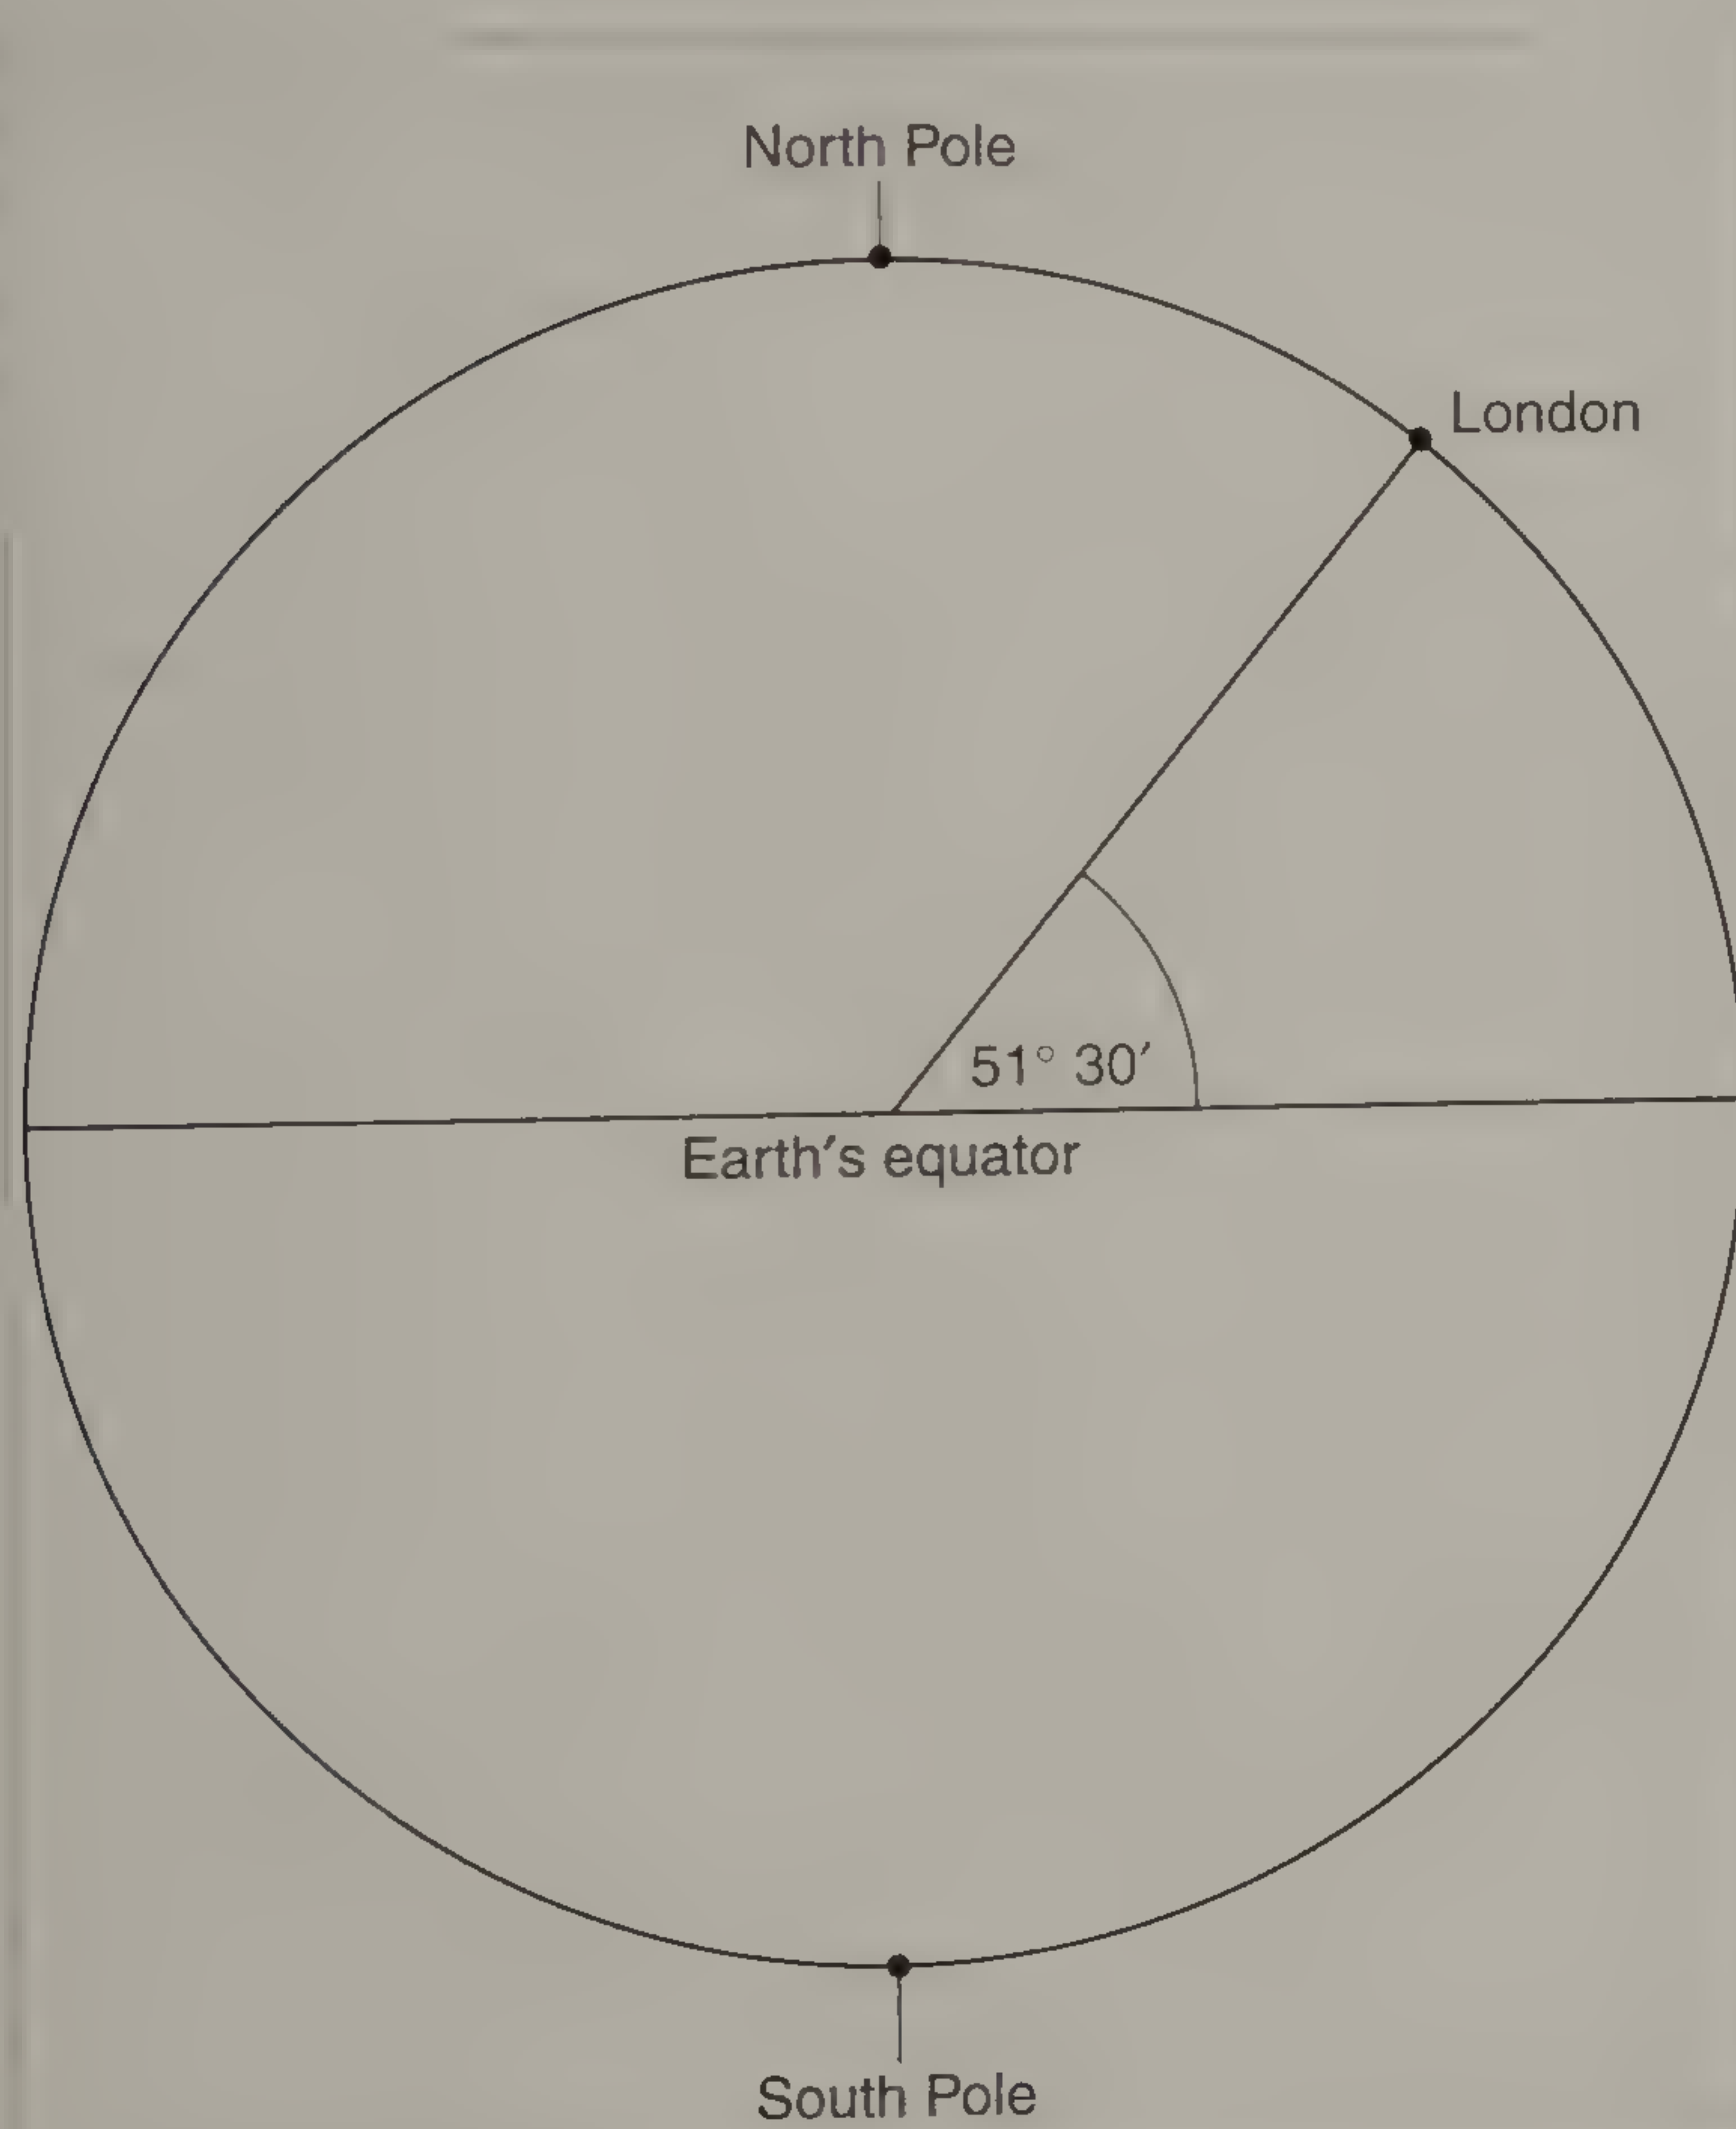 North Pole
London
51° 30′
Earth′s equator
South Pole